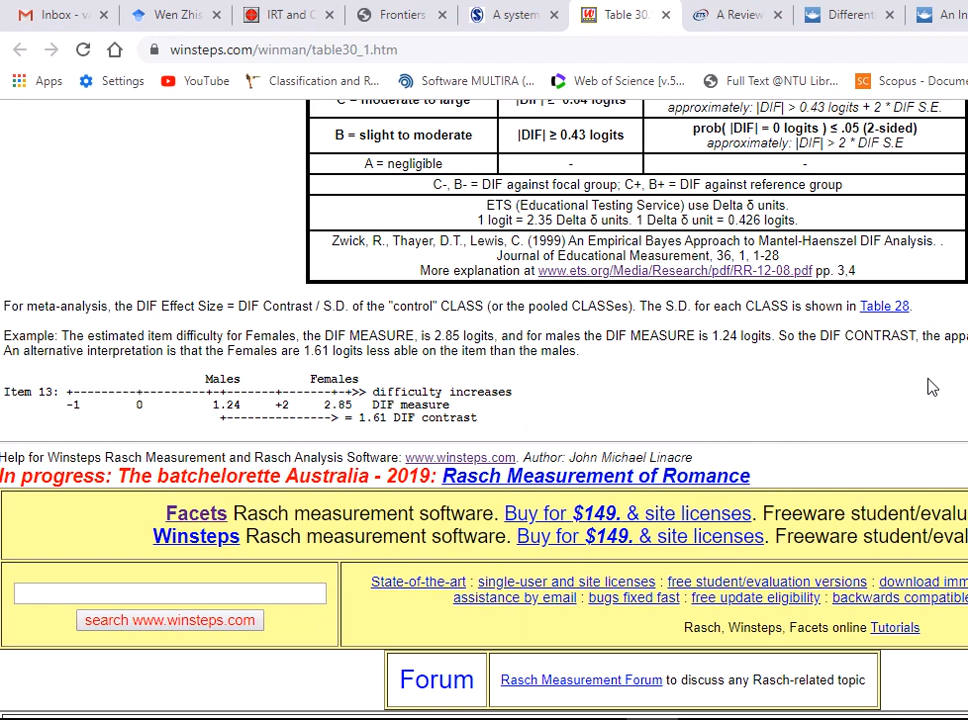 Inbox - va
Wen Zhis
IRT and C
Frontiers
A system
Table 30.
A Review
Different
An In
winsteps.com/winman/table30_1.htm
Apps Settings YouTube Classification and R... Software MULTIRA (... Web of Science [v.5... Full Text @NTU Libr... Scopus - Docume
C = moderate to large
approximately: |DIF| > 0.43 logits + 2 * DIF S.E.
B = slight to moderate |DIF| ≥ 0.43 logits prob( |DIF| = 0 logits ) ≤ .05 (2-sided)
approximately: |DIF| > 2 * DIF S.E
A = negligible - -
C-, B- = DIF against focal group; C+, B+ = DIF against reference group
ETS (Educational Testing Service) use Delta δ units.
1 logit = 2.35 Delta δ units. 1 Delta δ unit = 0.426 logits.
Zwick, R., Thayer, D.T., Lewis, C. (1999) An Empirical Bayes Approach to Mantel-Haenszel DIF Analysis. .
Journal of Educational Measurement, 36, 1, 1-28
More explanation at www.ets.org/Media/Research/pdf/RR-12-08.pdf pp. 3,4
For meta-analysis, the DIF Effect Size = DIF Contrast / S.D. of the "control" CLASS (or the pooled CLASSes). The S.D. for each CLASS is shown in Table 28.
Example: The estimated item difficulty for Females, the DIF MEASURE, is 2.85 logits, and for males the DIF MEASURE is 1.24 logits. So the DIF CONTRAST, the appa
An alternative interpretation is that the Females are 1.61 logits less able on the item than the males.
Males Females
Item 13: +---------+---------+-+-------+-+>> difficulty increases
-1 0 1.24 +2 2.85 DIF measure
+---------------> = 1.61 DIF contrast
Help for Winsteps Rasch Measurement and Rasch Analysis Software: www.winsteps.com. Author: John Michael Linacre
In progress: The batchelorette Australia - 2019: Rasch Measurement of Romance
Facets Rasch measurement software. Buy for $149. & site licenses. Freeware student/evalu
Winsteps Rasch measurement software. Buy for $149. & site licenses. Freeware student/eval
State-of-the-art : single-user and site licenses : free student/evaluation versions : download imm
assistance by email : bugs fixed fast : free update eligibility : backwards compatible
search www.winsteps.com
Rasch, Winsteps, Facets online Tutorials
Forum
Rasch Measurement Forum to discuss any Rasch-related topic